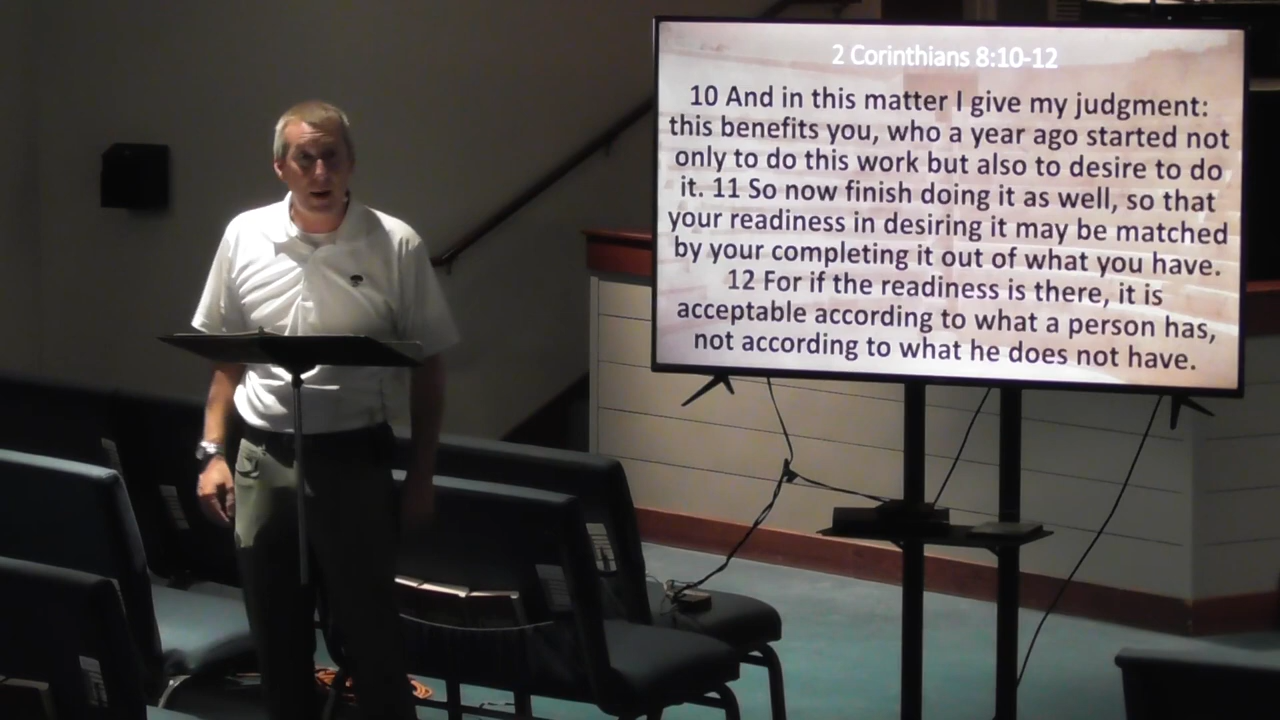 2 Corinthians 8:10-12
10 And in this matter I give my judgment:
this benefits you, who a year ago started not
only to do this work but also to desire to do
it. 11 So now finish doing it as well, so that
your readiness in desiring it may be matched
by your completing it out of what you have.
12 For if the readiness is there, it is
acceptable according to what a person has,
not according to what he does not have.